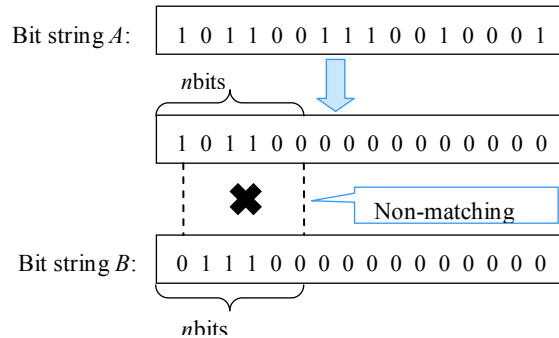 Bit string A: 1 0 1 1 0 0 1 1 1 0 0 1 0 0 0 1
nbits
1 0 1 1 0 0 0 0 0 0 0 0 0 0 0 0
Non-matching
Bit string B: 0 1 1 1 0 0 0 0 0 0 0 0 0 0 0 0
nbits